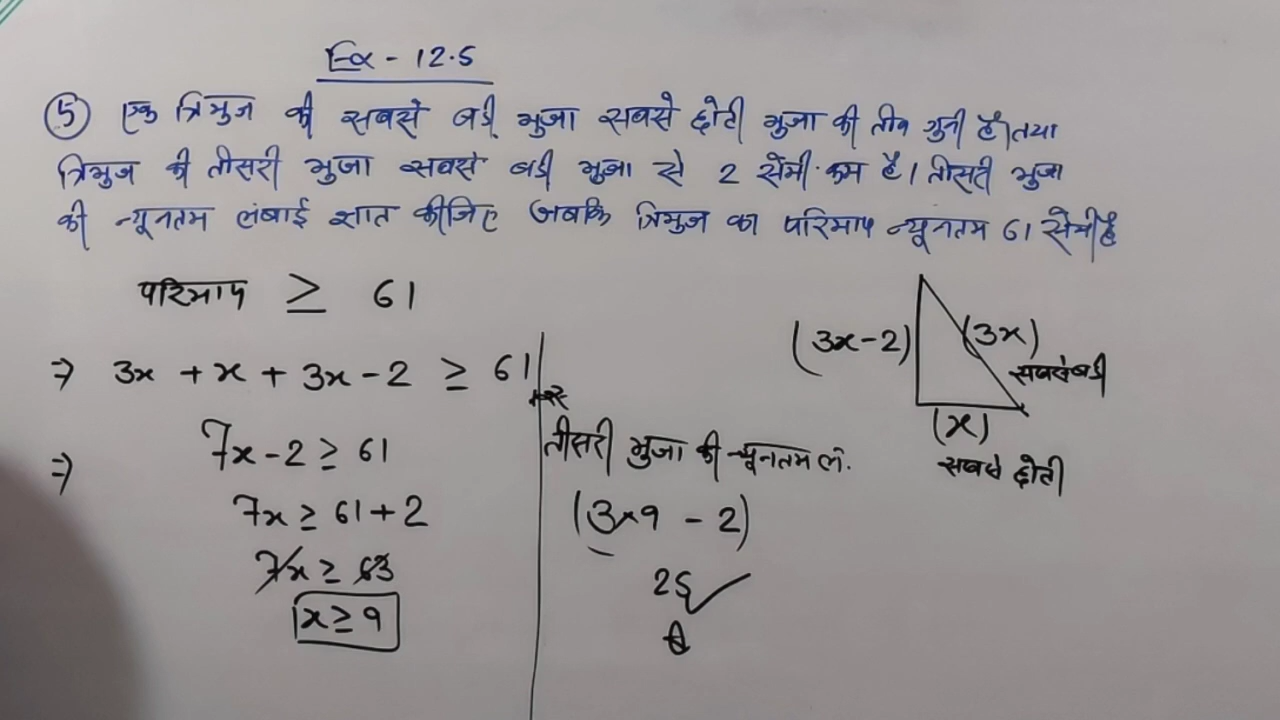 Ex - 12.5
⑤ एक त्रिभुज की सबसे बडी भुजा सबसे छोटी भुजा की तीन गुनी है। तथा
त्रिभुज की तीसरी भुजा सबसे बडी भुजा से 2 सेमी. कम है। तीसरी भुजा
की न्यूनतम लंबाई ज्ञात कीजिए जबकि त्रिभुज का परिमाप न्यूनतम 61 सेमी है
परिमाप ≥ 61
⇒ 3x + x + 3x - 2 ≥ 61
⇒ 7x - 2 ≥ 61
7x ≥ 61 + 2
7x ≥ 63
x ≥ 9
तीसरी भुजा की न्यूनतम लं.
(3×9 - 2)
25
(3x-2)
(3x)
सबसे बडी
(x)
सबसे छोटी